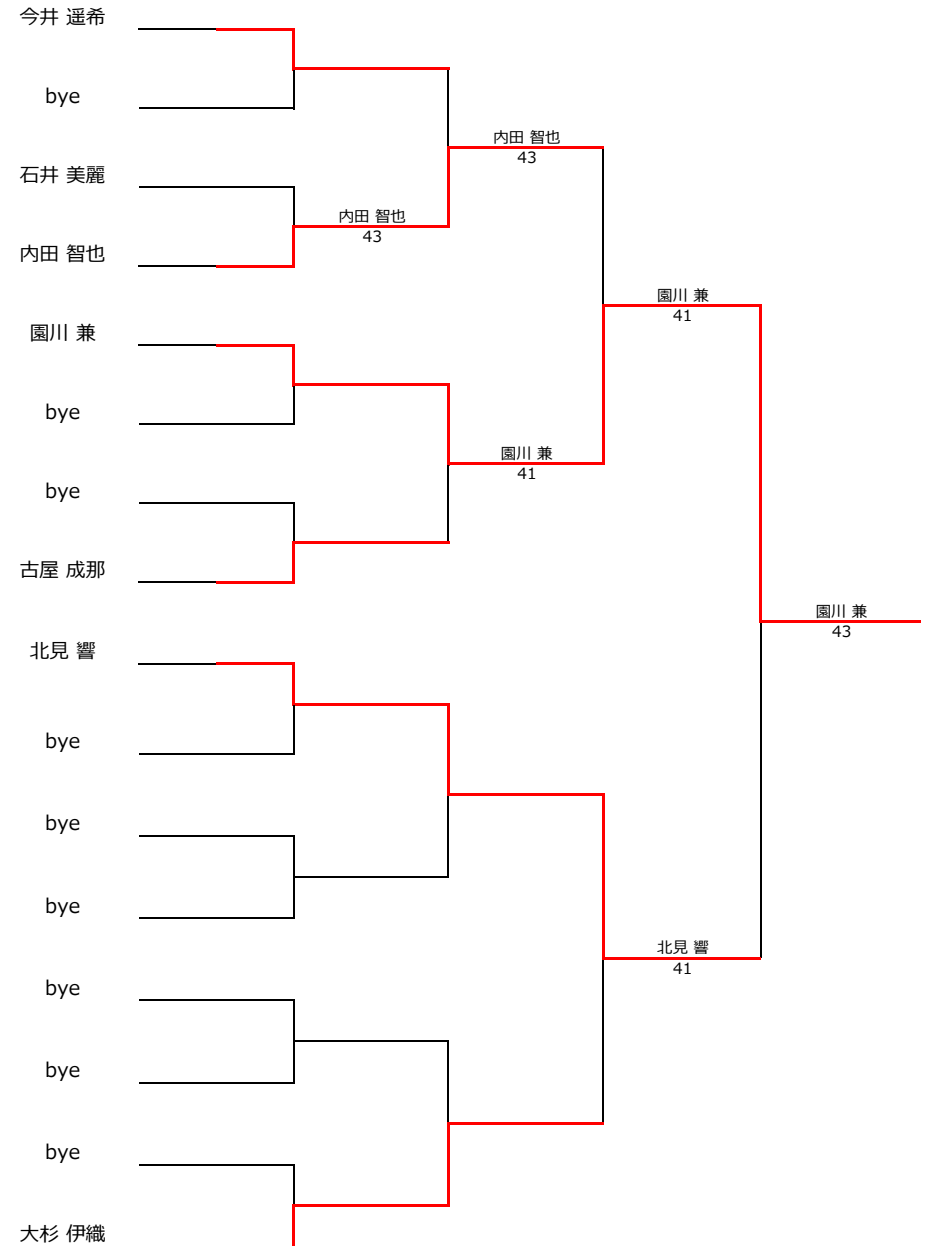 今井 遥希
bye
石井 美麗
内田 智也
園川 兼
bye
bye
古屋 成那
北見 響
bye
bye
bye
bye
bye
bye
大杉 伊織
内田 智也
43
内田 智也
43
園川 兼
41
園川 兼
41
北見 響
41
園川 兼
43